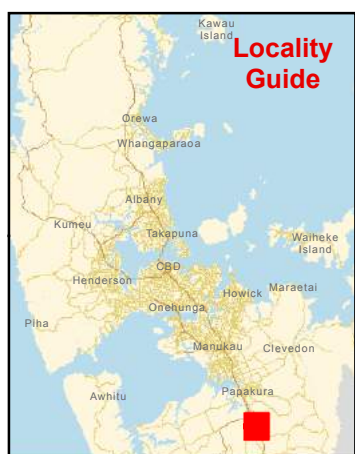 Kawau
Island
Locality
Guide
Orewa
Whangaparaoa
Albany
Kumeu
Takapuna
Waiheke
Island
CBD
Henderson
Howick
Maraetai
Onehunga
Piha
Manukau
Clevedon
Awhitu
Papakura